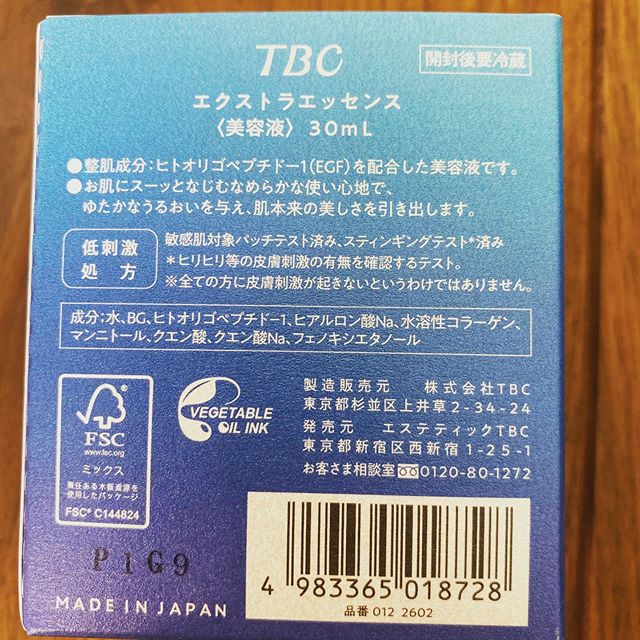 TBC
開封後要冷蔵
エクストラエッセンス
〈美容液〉30mL
●整肌成分:ヒトオリゴペプチドー1(EGF)を配合した美容液です。
●お肌にスーッとなじむなめらかな使い心地で、
ゆたかなうるおいを与え、肌本来の美しさを引き出します。
低刺激
処方
敏感肌対象パッチテスト済み、スティンギングテスト*済み
*ヒリヒリ等の皮膚刺激の有無を確認するテスト。
※全ての方に皮膚刺激が起きないというわけではありません。
成分:水、BG、ヒトオリゴペプチドー1、ヒアルロン酸Na、水溶性コラーゲン、
マンニトール、クエン酸、クエン酸Na、フェノキシエタノール
FSC
www.fsc.org
ミックス
責任ある木質資源を
使用したパッケージ
FSC® C144824
VEGETABLE
OIL INK
製造販売元 株式会社TBC
東京都杉並区上井草2-34-24
発売元 エステティックTBC
東京都新宿区西新宿1-25-1
お客さま相談室0120-80-1272
P1G9
MADE IN JAPAN
4 983365 018728
品番 012 2602